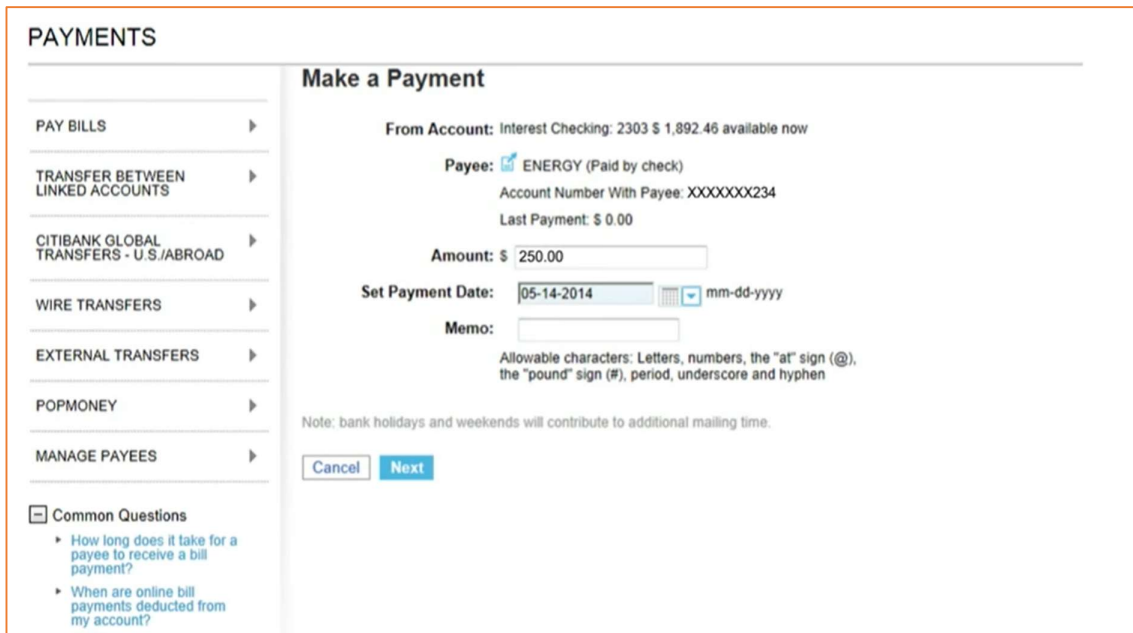 PAYMENTS
PAY BILLS
TRANSFER BETWEEN
LINKED ACCOUNTS
CITIBANK GLOBAL
TRANSFERS - U.S./ABROAD
WIRE TRANSFERS
EXTERNAL TRANSFERS
POPMONEY
MANAGE PAYEES
Common Questions
How long does it take for a
payee to receive a bill
payment?
When are online bill
payments deducted from
my account?
Make a Payment
From Account: Interest Checking: 2303 $ 1,892.46 available now
Payee: ENERGY (Paid by check)
Account Number With Payee: XXXXXXX234
Last Payment: $ 0.00
Amount: $ 250.00
Set Payment Date: 05-14-2014 mm-dd-yyyy
Memo:
Allowable characters: Letters, numbers, the "at" sign (@),
the "pound" sign (#), period, underscore and hyphen
Note: bank holidays and weekends will contribute to additional mailing time.
Cancel Next